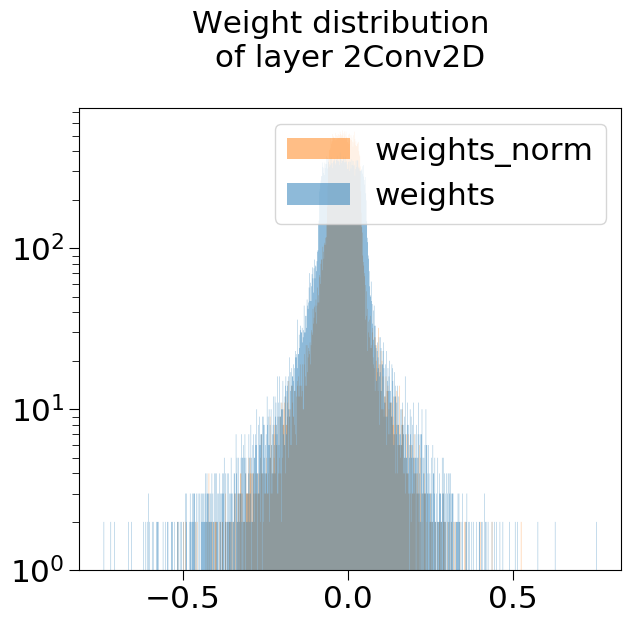 Weight distribution
of layer 2Conv2D
weights_norm
weights
10²
10¹
10⁰
−0.5
0.0
0.5